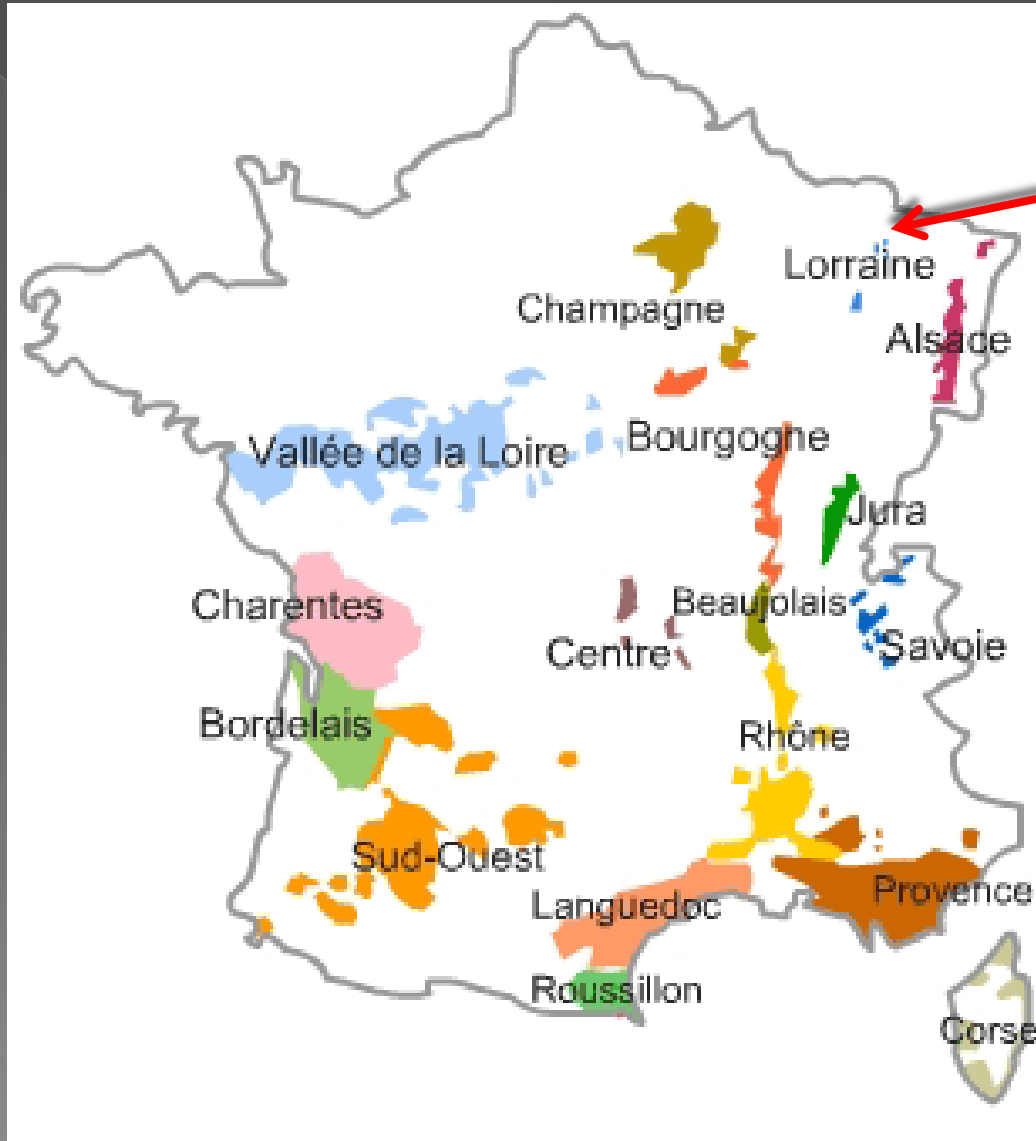 Lorraine
Champagne
Alsace
Bourgogne
Vallée de la Loire
Jura
Charentes
Beaujolais
Centre
Savoie
Bordelais
Rhône
Sud-Ouest
Provence
Languedoc
Roussillon
Corse